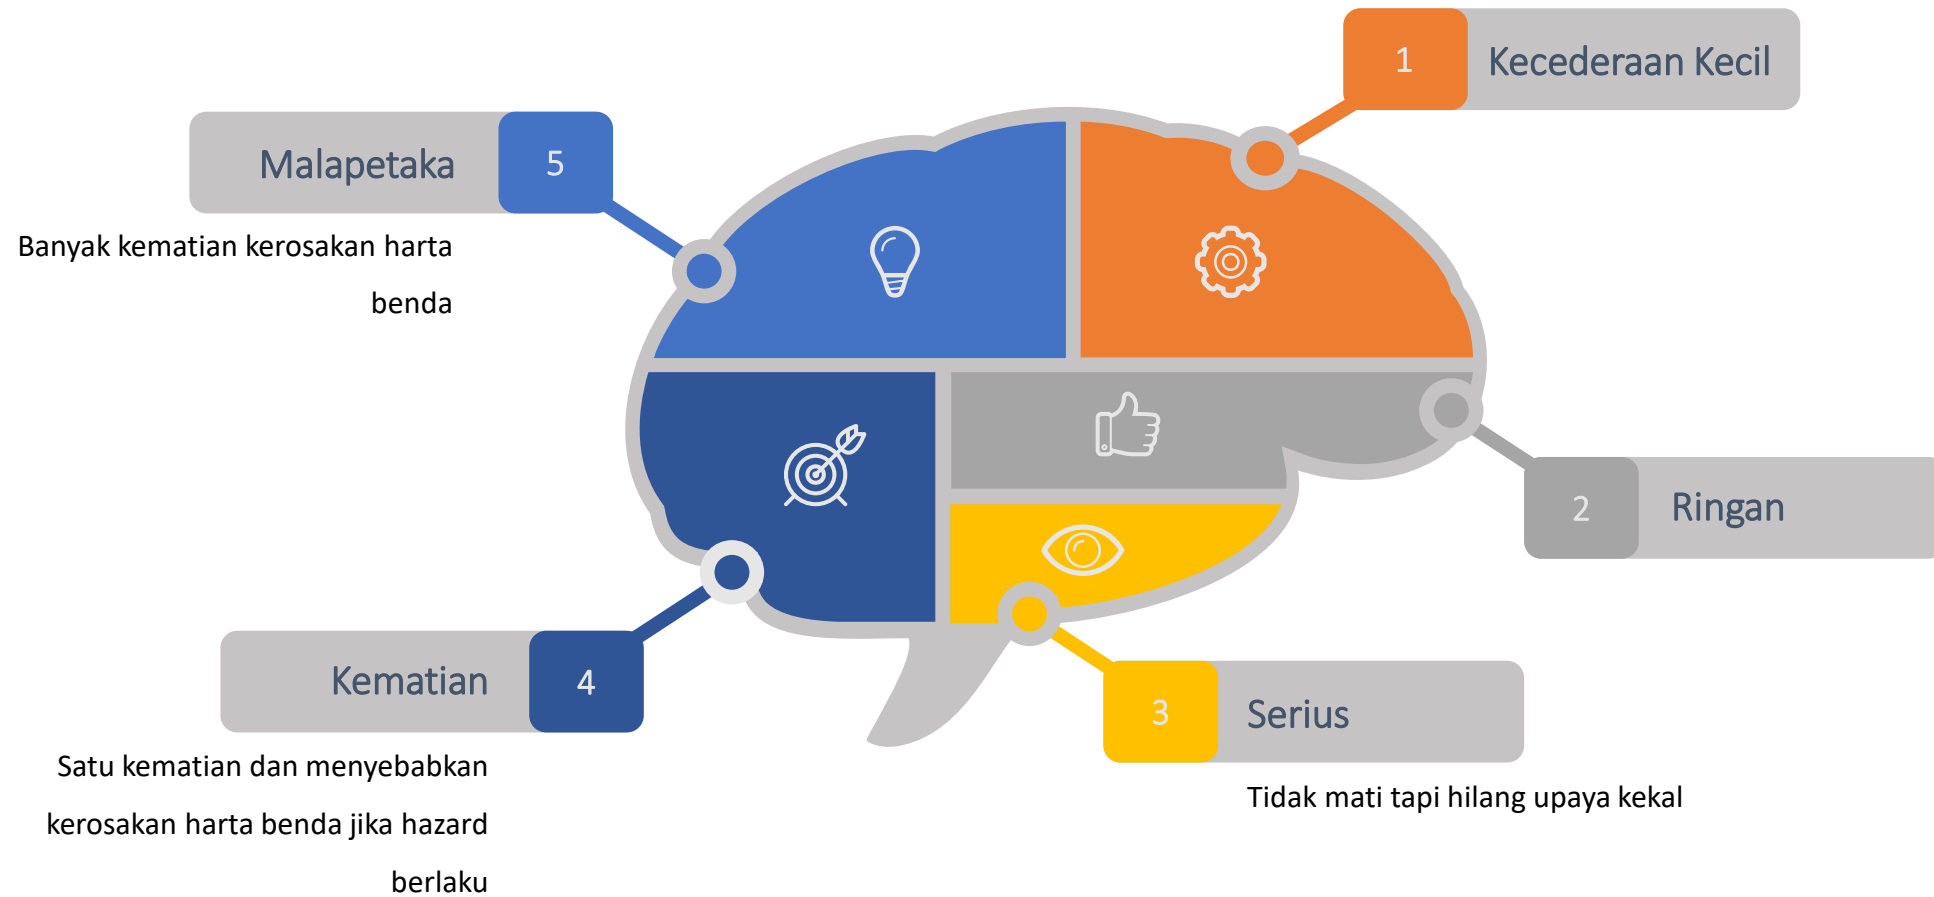 1
Kecederaan Kecil
2
Ringan
3
Serius
Tidak mati tapi hilang upaya kekal
Kematian
4
Satu kematian dan menyebabkan
kerosakan harta benda jika hazard
berlaku
Malapetaka
5
Banyak kematian kerosakan harta
benda